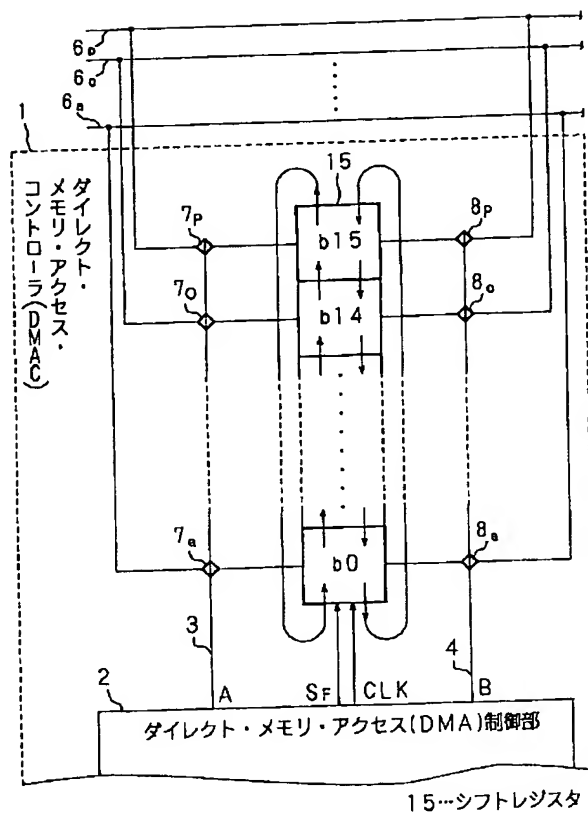 6p
6o
6a
1
ダイレクト・
メモリ・アクセス・
コントローラ(DMAC)
15
7p
b15
8p
7o
b14
8o
7a
b0
8a
3
4
A
SF
CLK
B
2
ダイレクト・メモリ・アクセス(DMA)制御部
15…シフトレジスタ